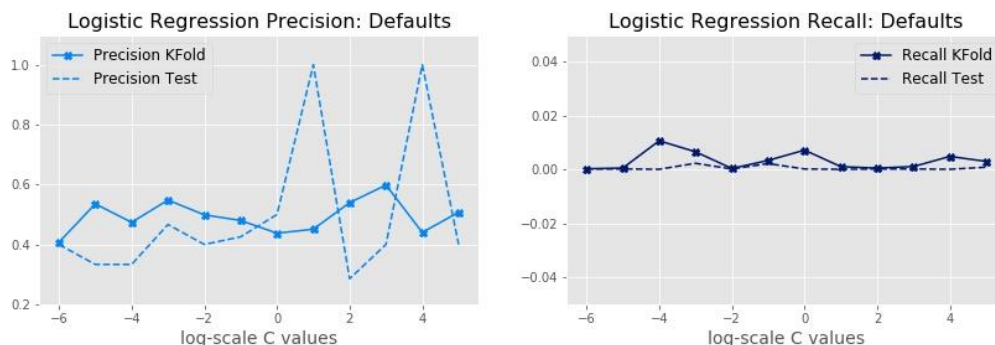 Logistic Regression Precision: Defaults
Precision KFold
Precision Test
1.0
0.8
0.6
0.4
0.2
−6
−4
−2
0
2
4
log-scale C values
Logistic Regression Recall: Defaults
Recall KFold
Recall Test
0.04
0.02
0.00
−0.02
−0.04
−6
−4
−2
0
2
4
log-scale C values